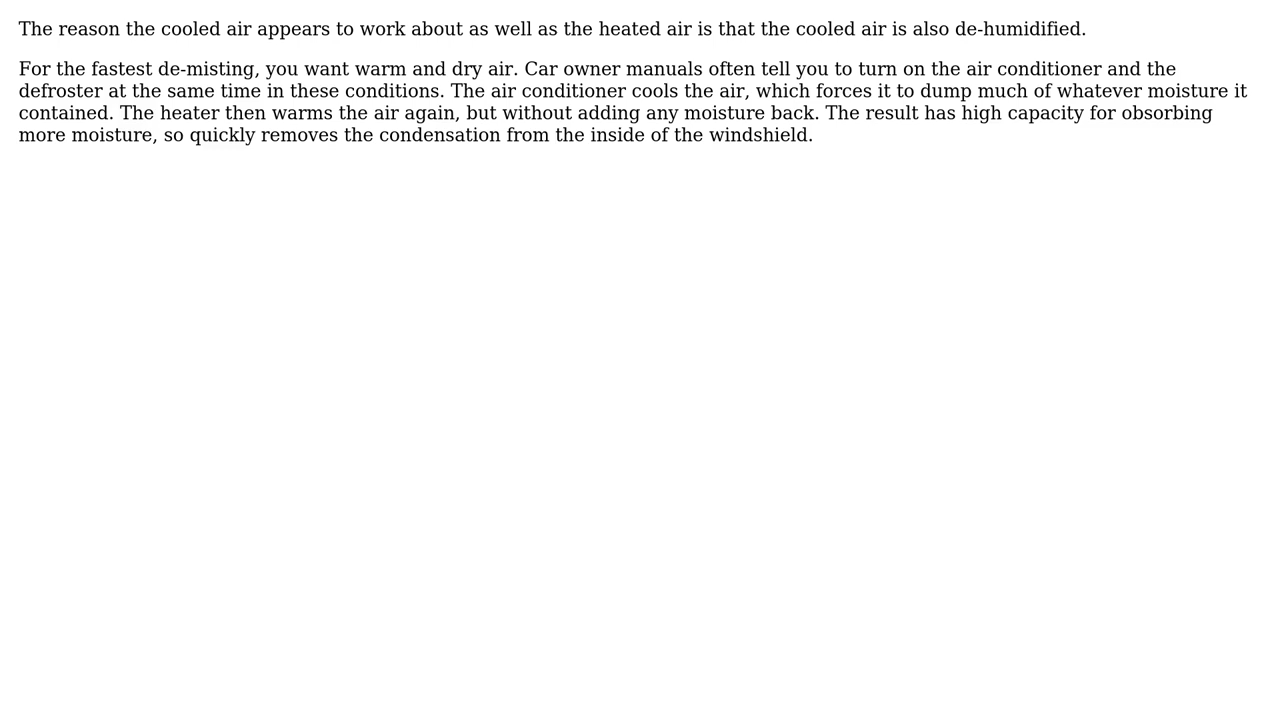 The reason the cooled air appears to work about as well as the heated air is that the cooled air is also de-humidified.
For the fastest de-misting, you want warm and dry air. Car owner manuals often tell you to turn on the air conditioner and the
defroster at the same time in these conditions. The air conditioner cools the air, which forces it to dump much of whatever moisture it
contained. The heater then warms the air again, but without adding any moisture back. The result has high capacity for obsorbing
more moisture, so quickly removes the condensation from the inside of the windshield.